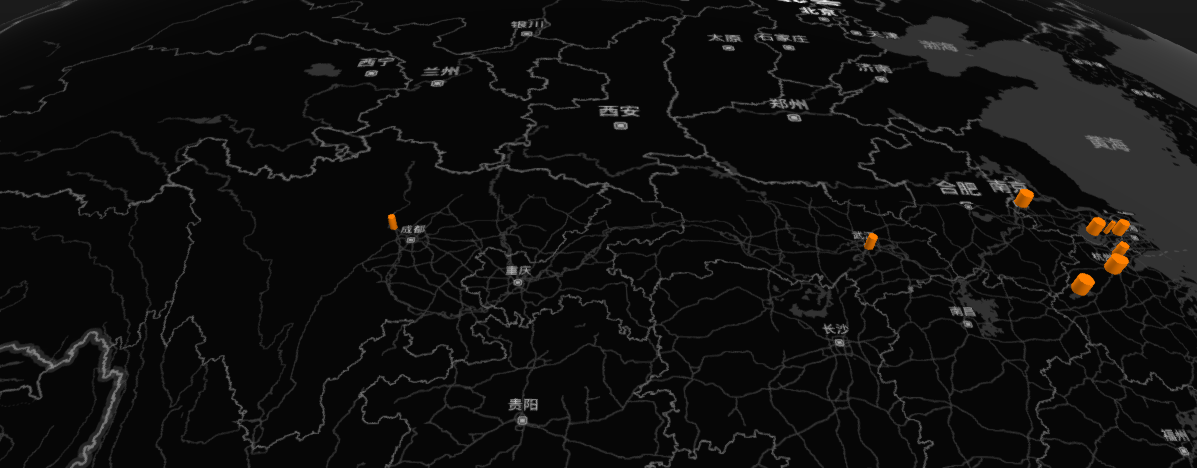 北京
银川
太原
石家庄
天津
渤海
西宁
兰州
济南
西安
郑州
黄海
合肥
南京
成都
武
杭
重庆
南昌
长沙
贵阳
福州